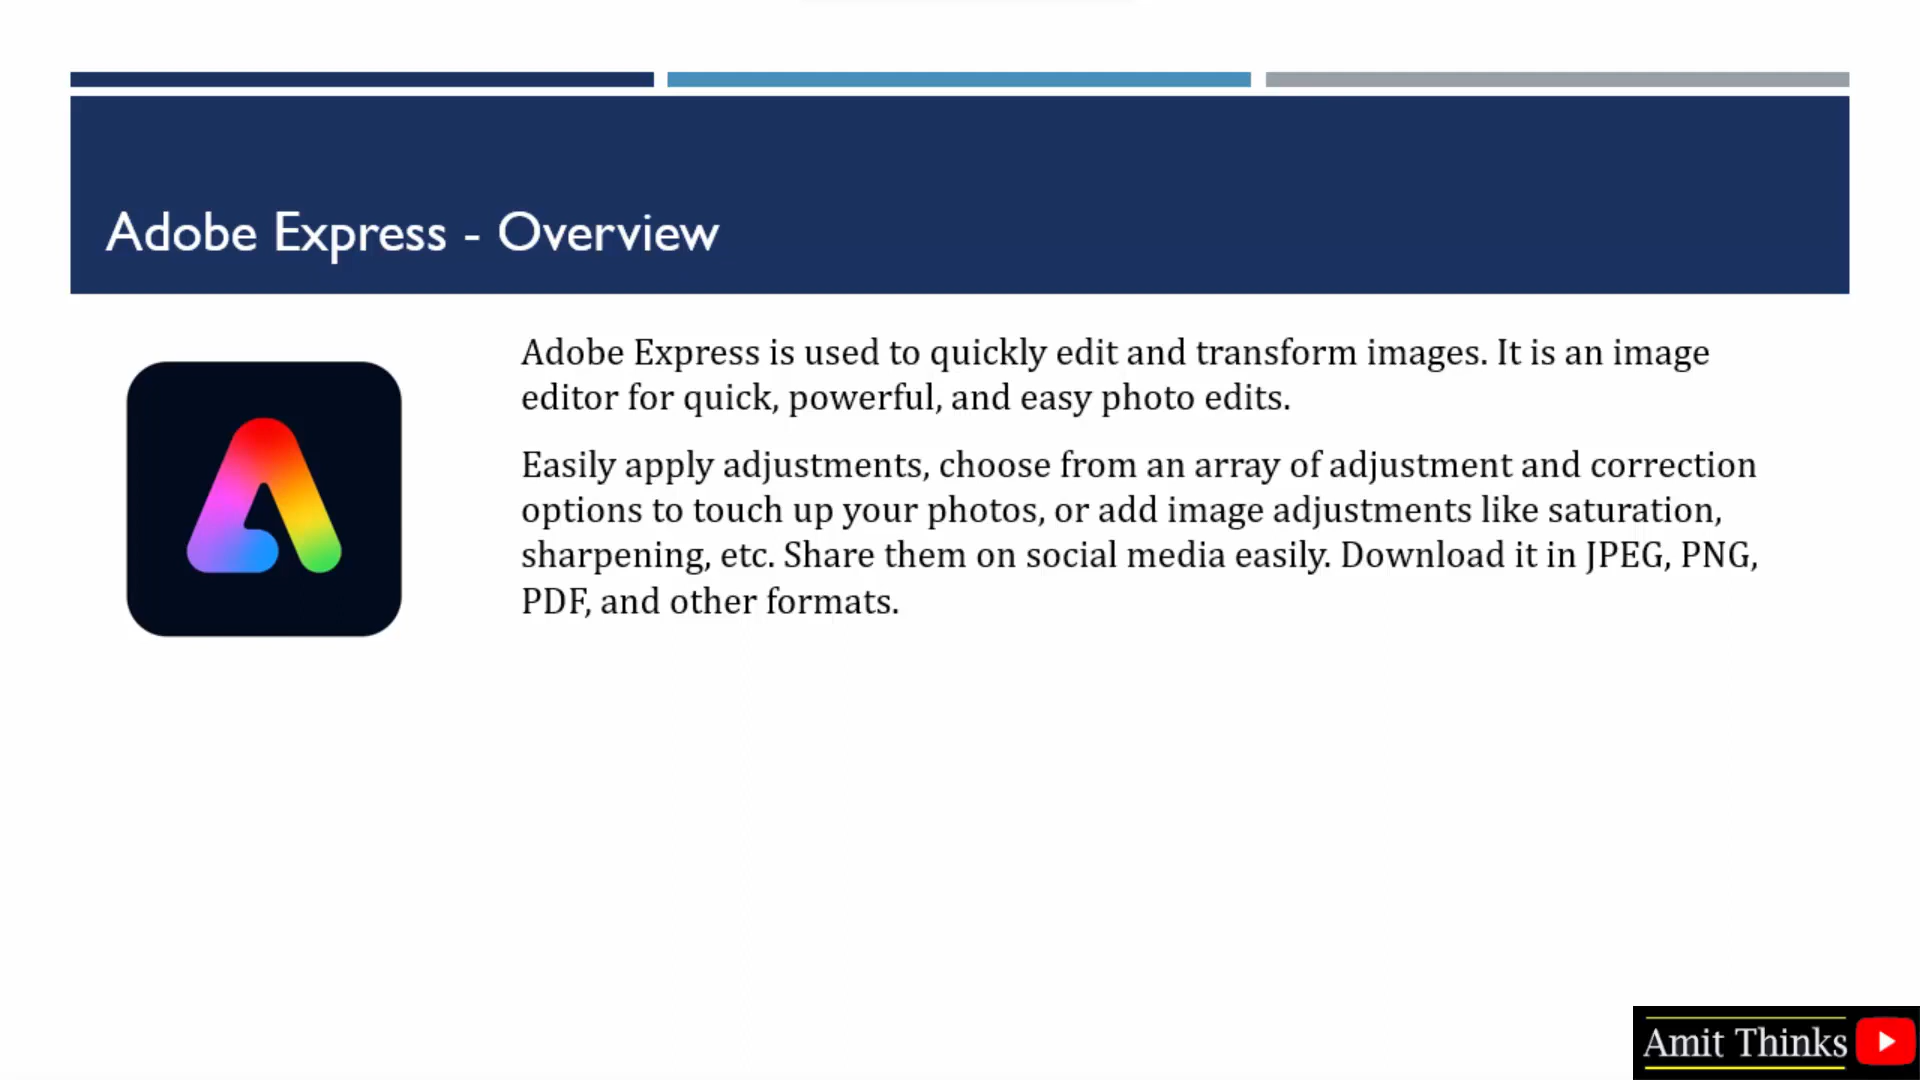 Adobe Express - Overview
Adobe Express is used to quickly edit and transform images. It is an image
editor for quick, powerful, and easy photo edits.
Easily apply adjustments, choose from an array of adjustment and correction
options to touch up your photos, or add image adjustments like saturation,
sharpening, etc. Share them on social media easily. Download it in JPEG, PNG,
PDF, and other formats.
Amit Thinks